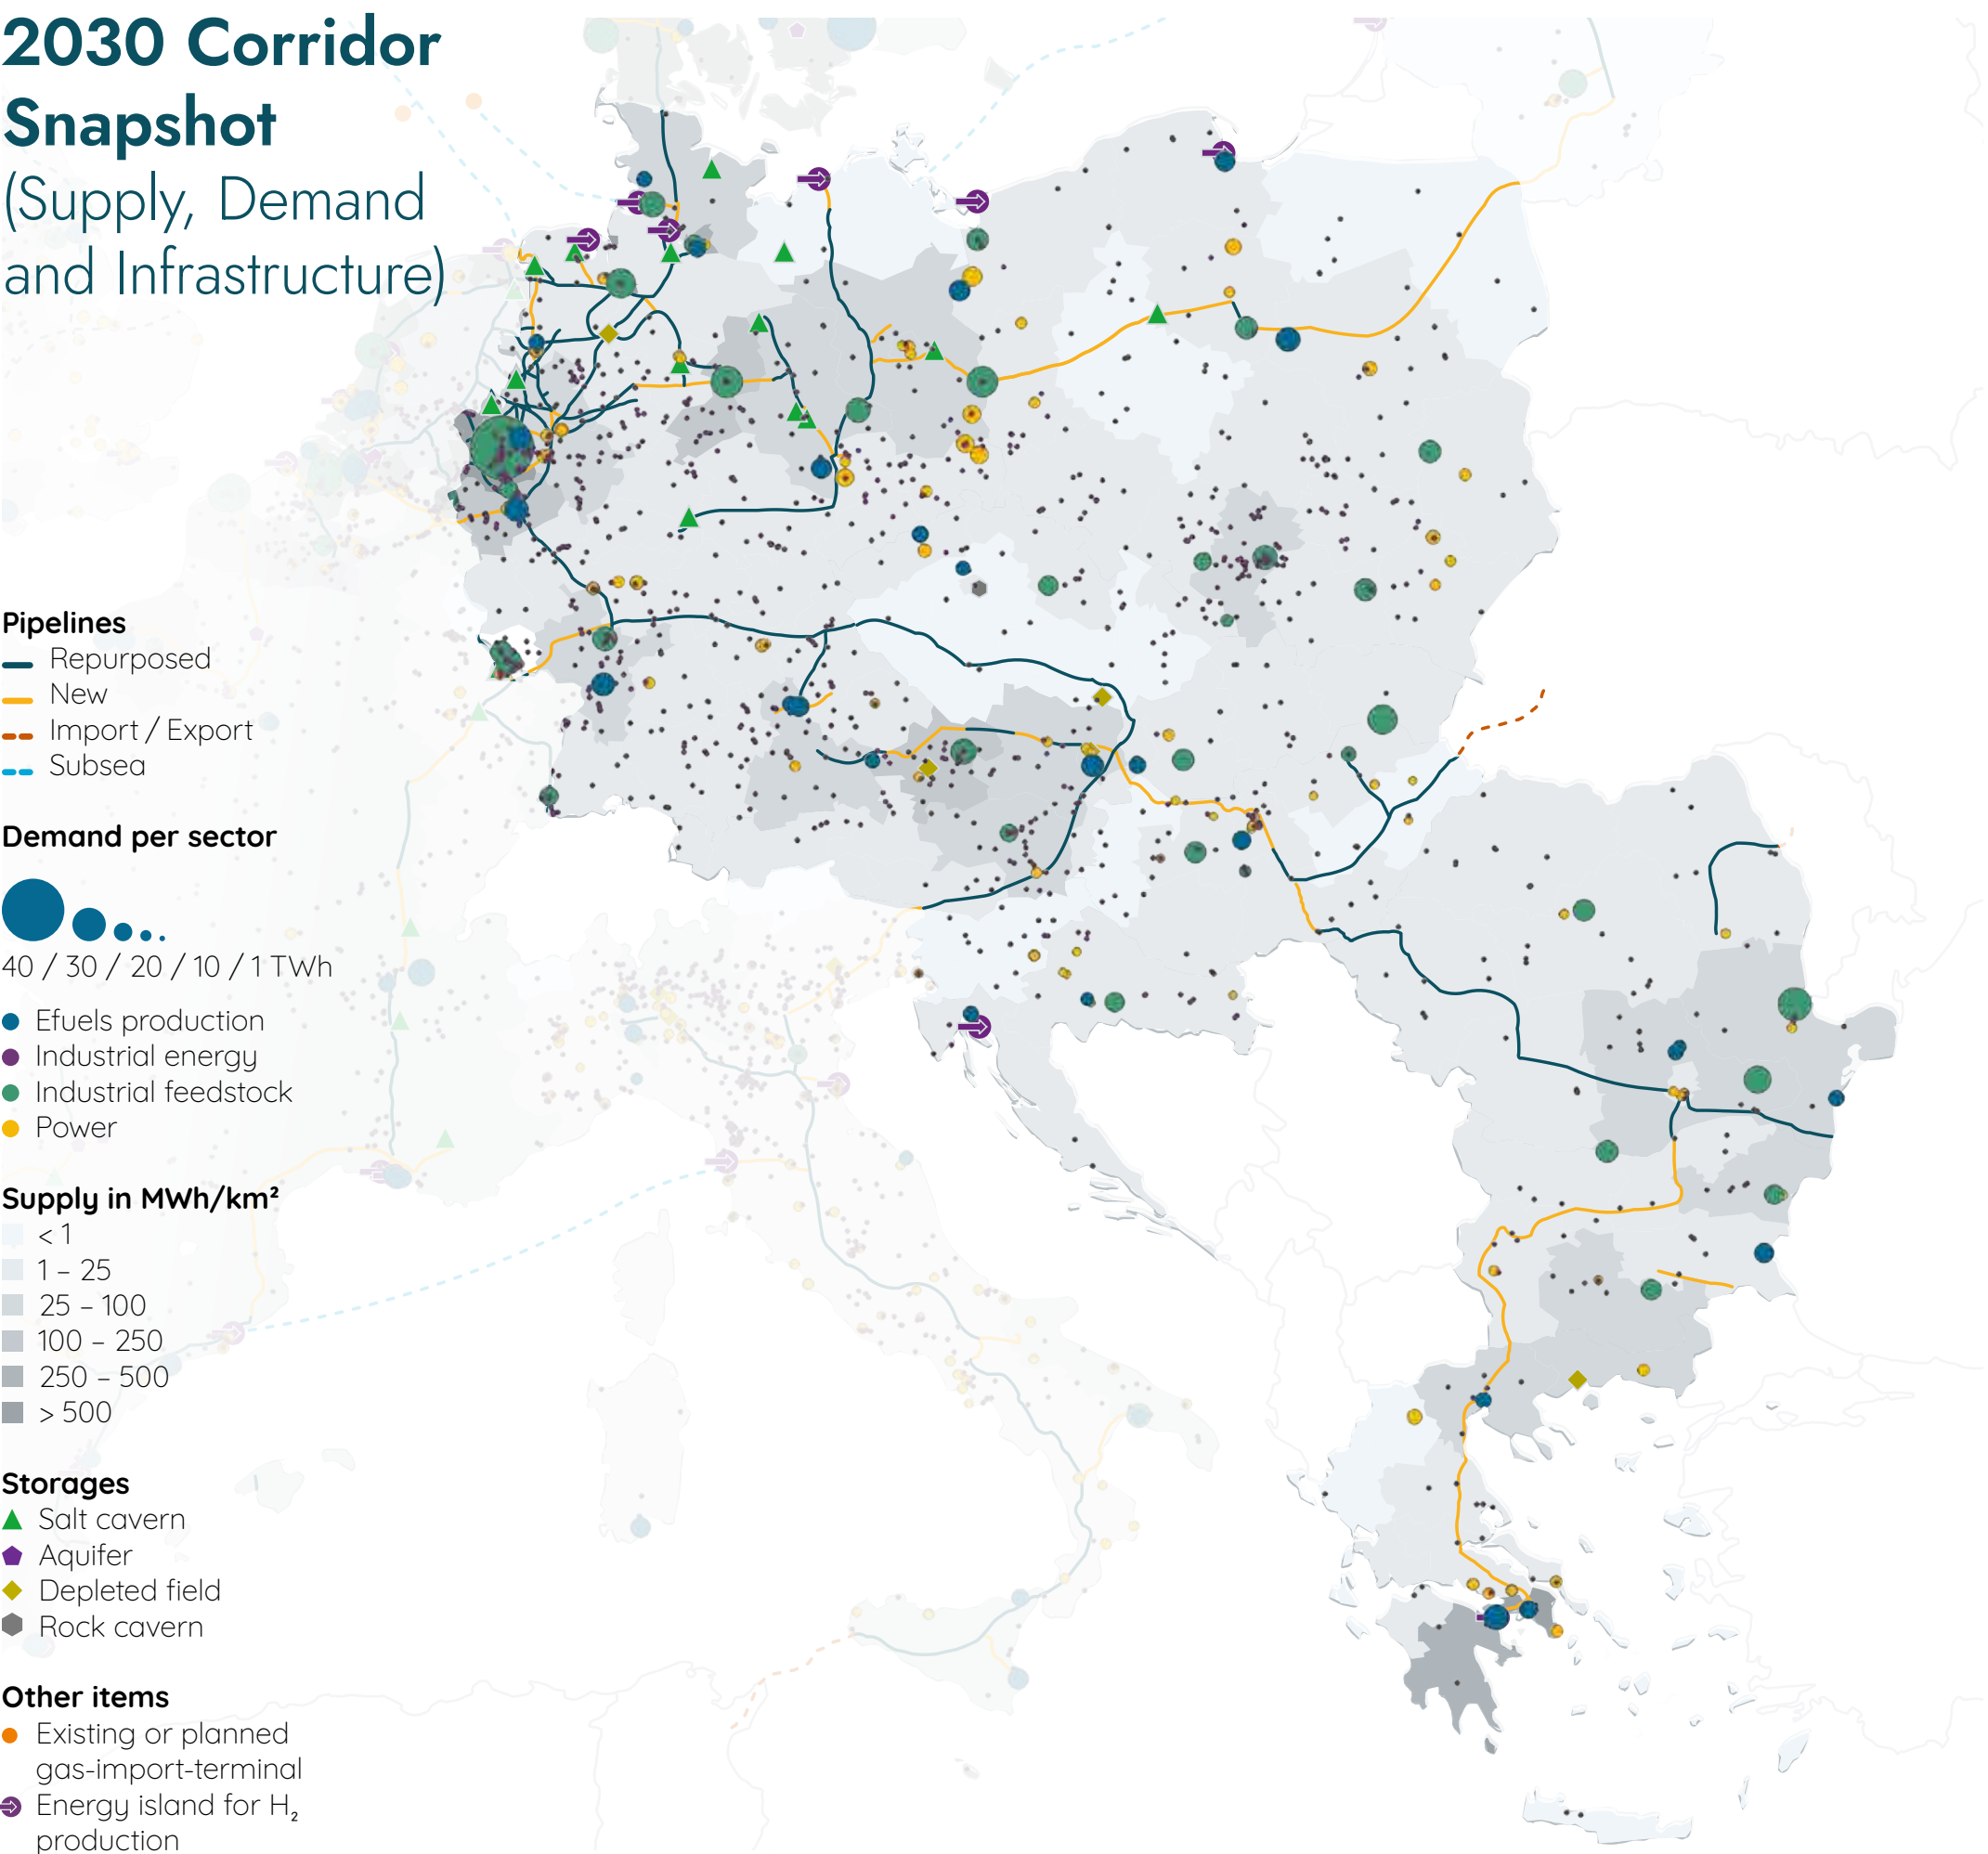 2030 Corridor
Snapshot
(Supply, Demand
and Infrastructure)
Pipelines
Repurposed
New
Import / Export
Subsea
Demand per sector
40 / 30 / 20 / 10 / 1 TWh
Efuels production
Industrial energy
Industrial feedstock
Power
Supply in MWh/km²
< 1
1 – 25
25 – 100
100 – 250
250 – 500
> 500
Storages
Salt cavern
Aquifer
Depleted field
Rock cavern
Other items
Existing or planned
gas-import-terminal
Energy island for H₂
production